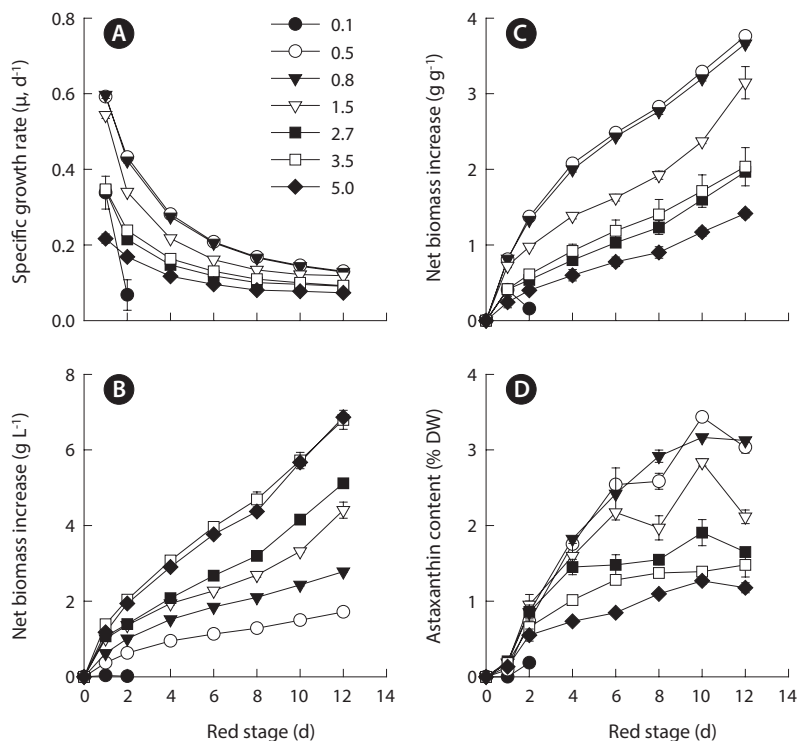 A
Specific growth rate (μ, d⁻¹)
0.8
0.6
0.4
0.2
0.0
0.1
0.5
0.8
1.5
2.7
3.5
5.0
C
Net biomass increase (g g⁻¹)
4
3
2
1
0
B
Net biomass increase (g L⁻¹)
8
6
4
2
0
0 2 4 6 8 10 12 14
Red stage (d)
D
Astaxanthin content (% DW)
4
3
2
1
0
0 2 4 6 8 10 12 14
Red stage (d)